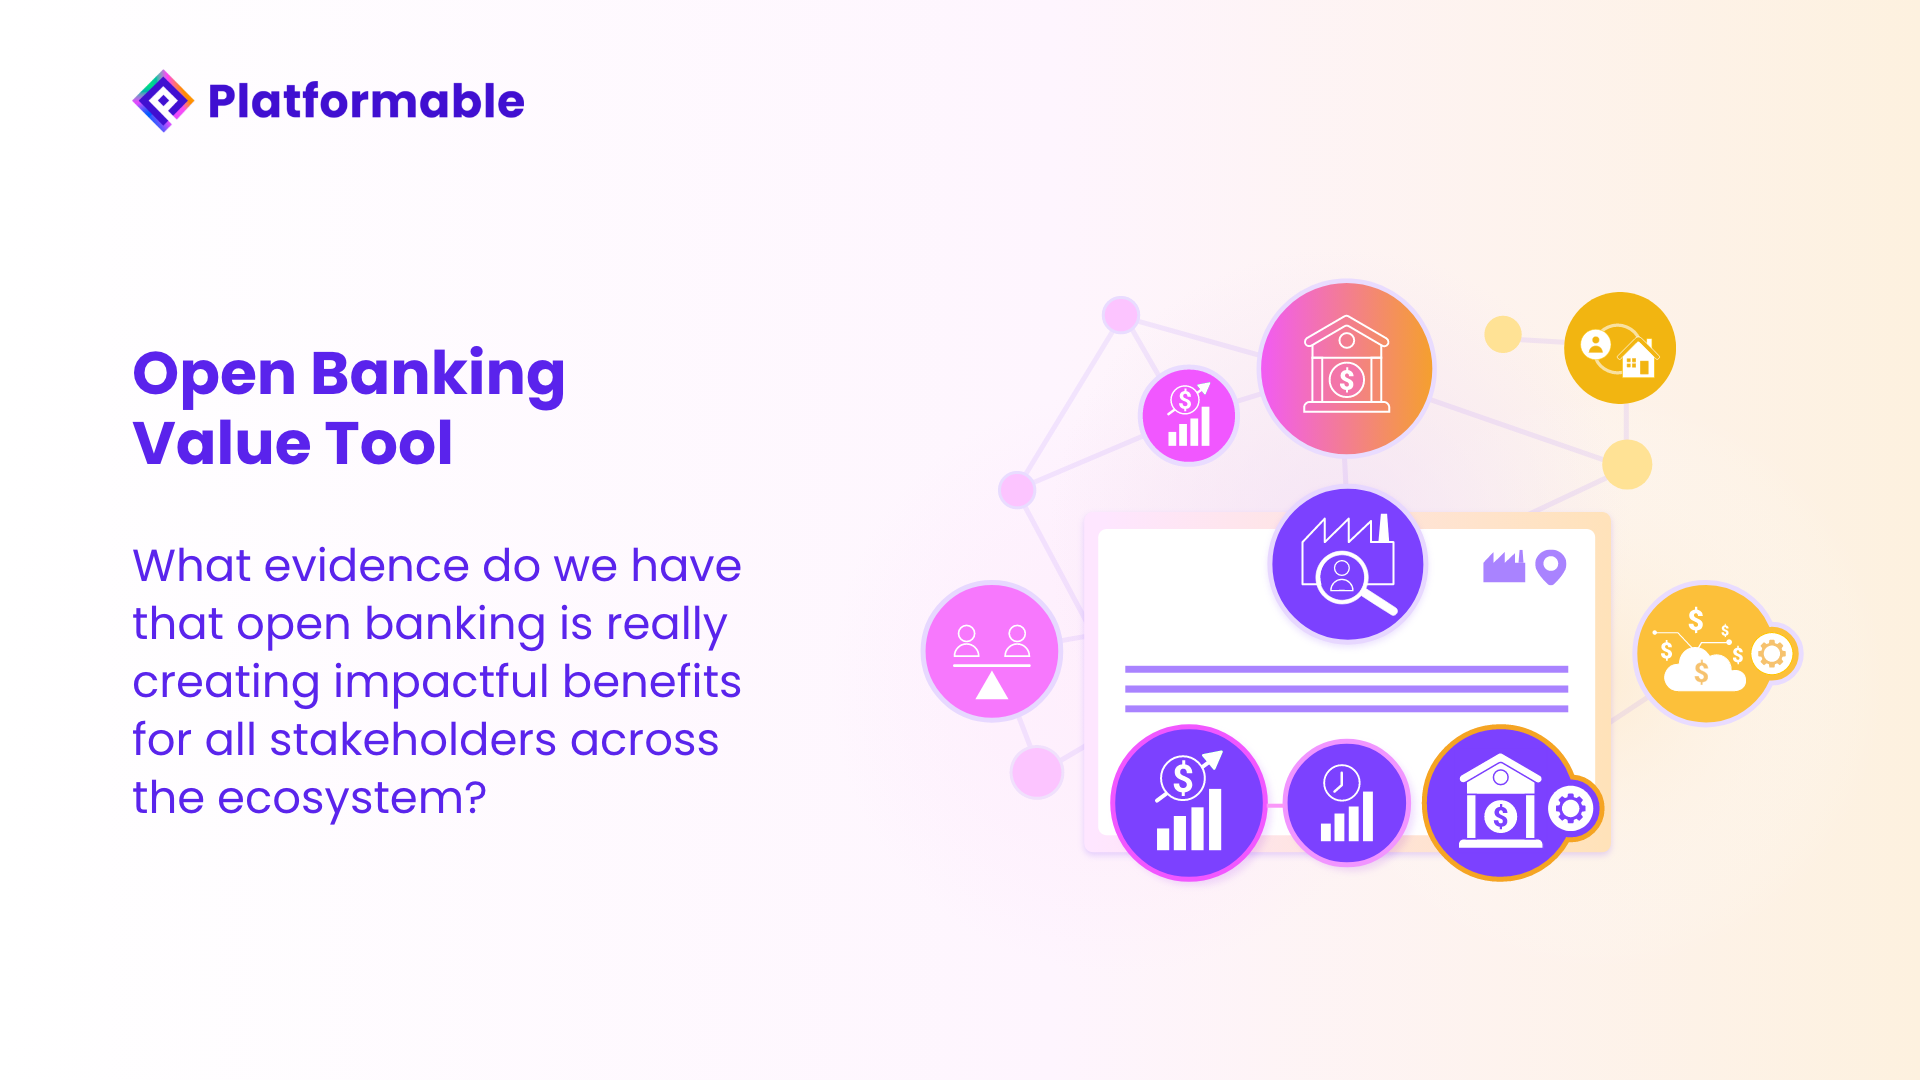 Platformable
Open Banking
Value Tool
What evidence do we have
that open banking is really
creating impactful benefits
for all stakeholders across
the ecosystem?